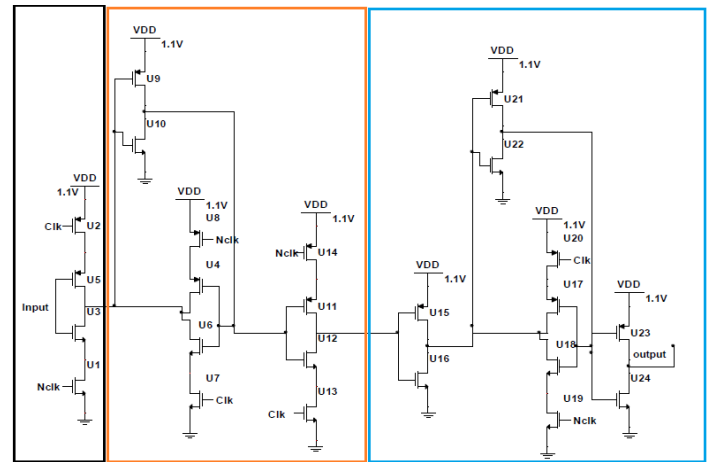 VDD
1.1V
U9
U10
VDD
1.1V
U2
Clk
U5
Input
U3
U1
Nclk
VDD
1.1V
U8
Nclk
U4
U6
U7
Clk
VDD
1.1V
U14
Nclk
U11
U12
U13
Clk
VDD
1.1V
U15
U16
VDD
1.1V
U21
U22
VDD
1.1V
U20
Clk
U17
U18
U19
Nclk
VDD
1.1V
U23
output
U24